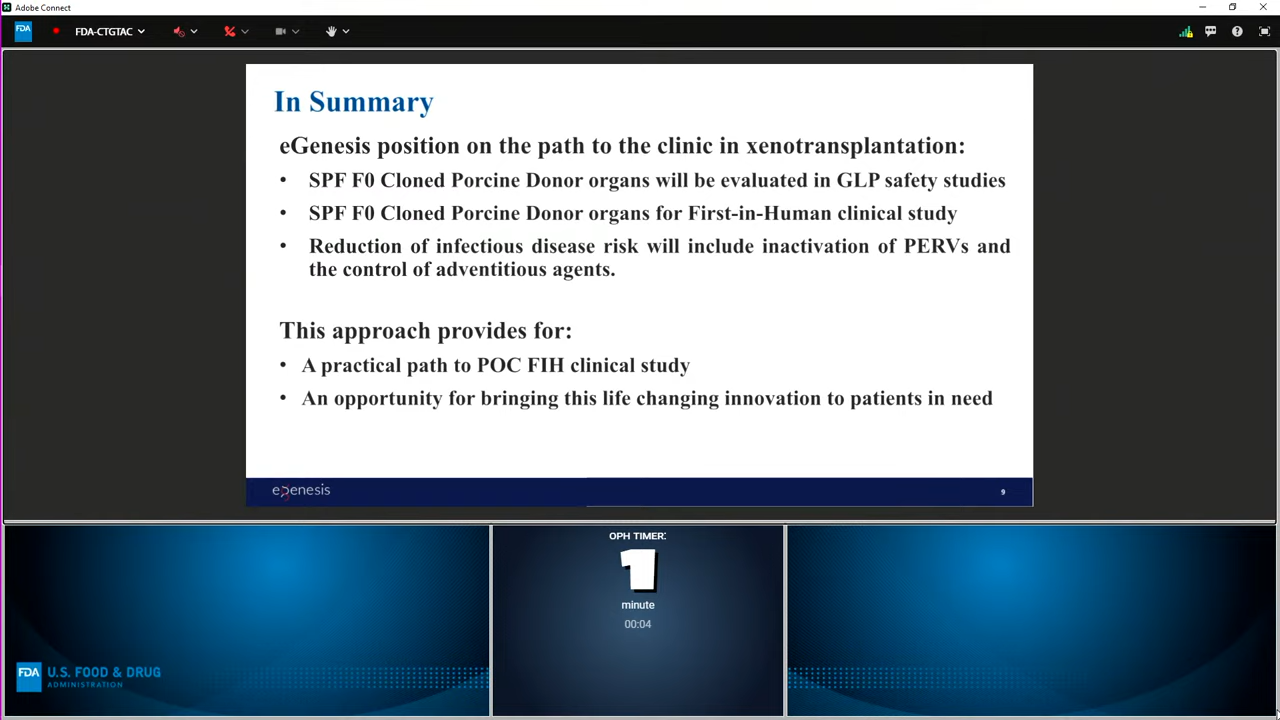 Adobe Connect
FDA
FDA-CTGTAC
In Summary
eGenesis position on the path to the clinic in xenotransplantation:
• SPF F0 Cloned Porcine Donor organs will be evaluated in GLP safety studies
• SPF F0 Cloned Porcine Donor organs for First-in-Human clinical study
• Reduction of infectious disease risk will include inactivation of PERVs and
the control of adventitious agents.
This approach provides for:
• A practical path to POC FIH clinical study
• An opportunity for bringing this life changing innovation to patients in need
egenesis
9
OPH TIMER:
1
minute
00:04
FDA U.S. FOOD & DRUG
ADMINISTRATION